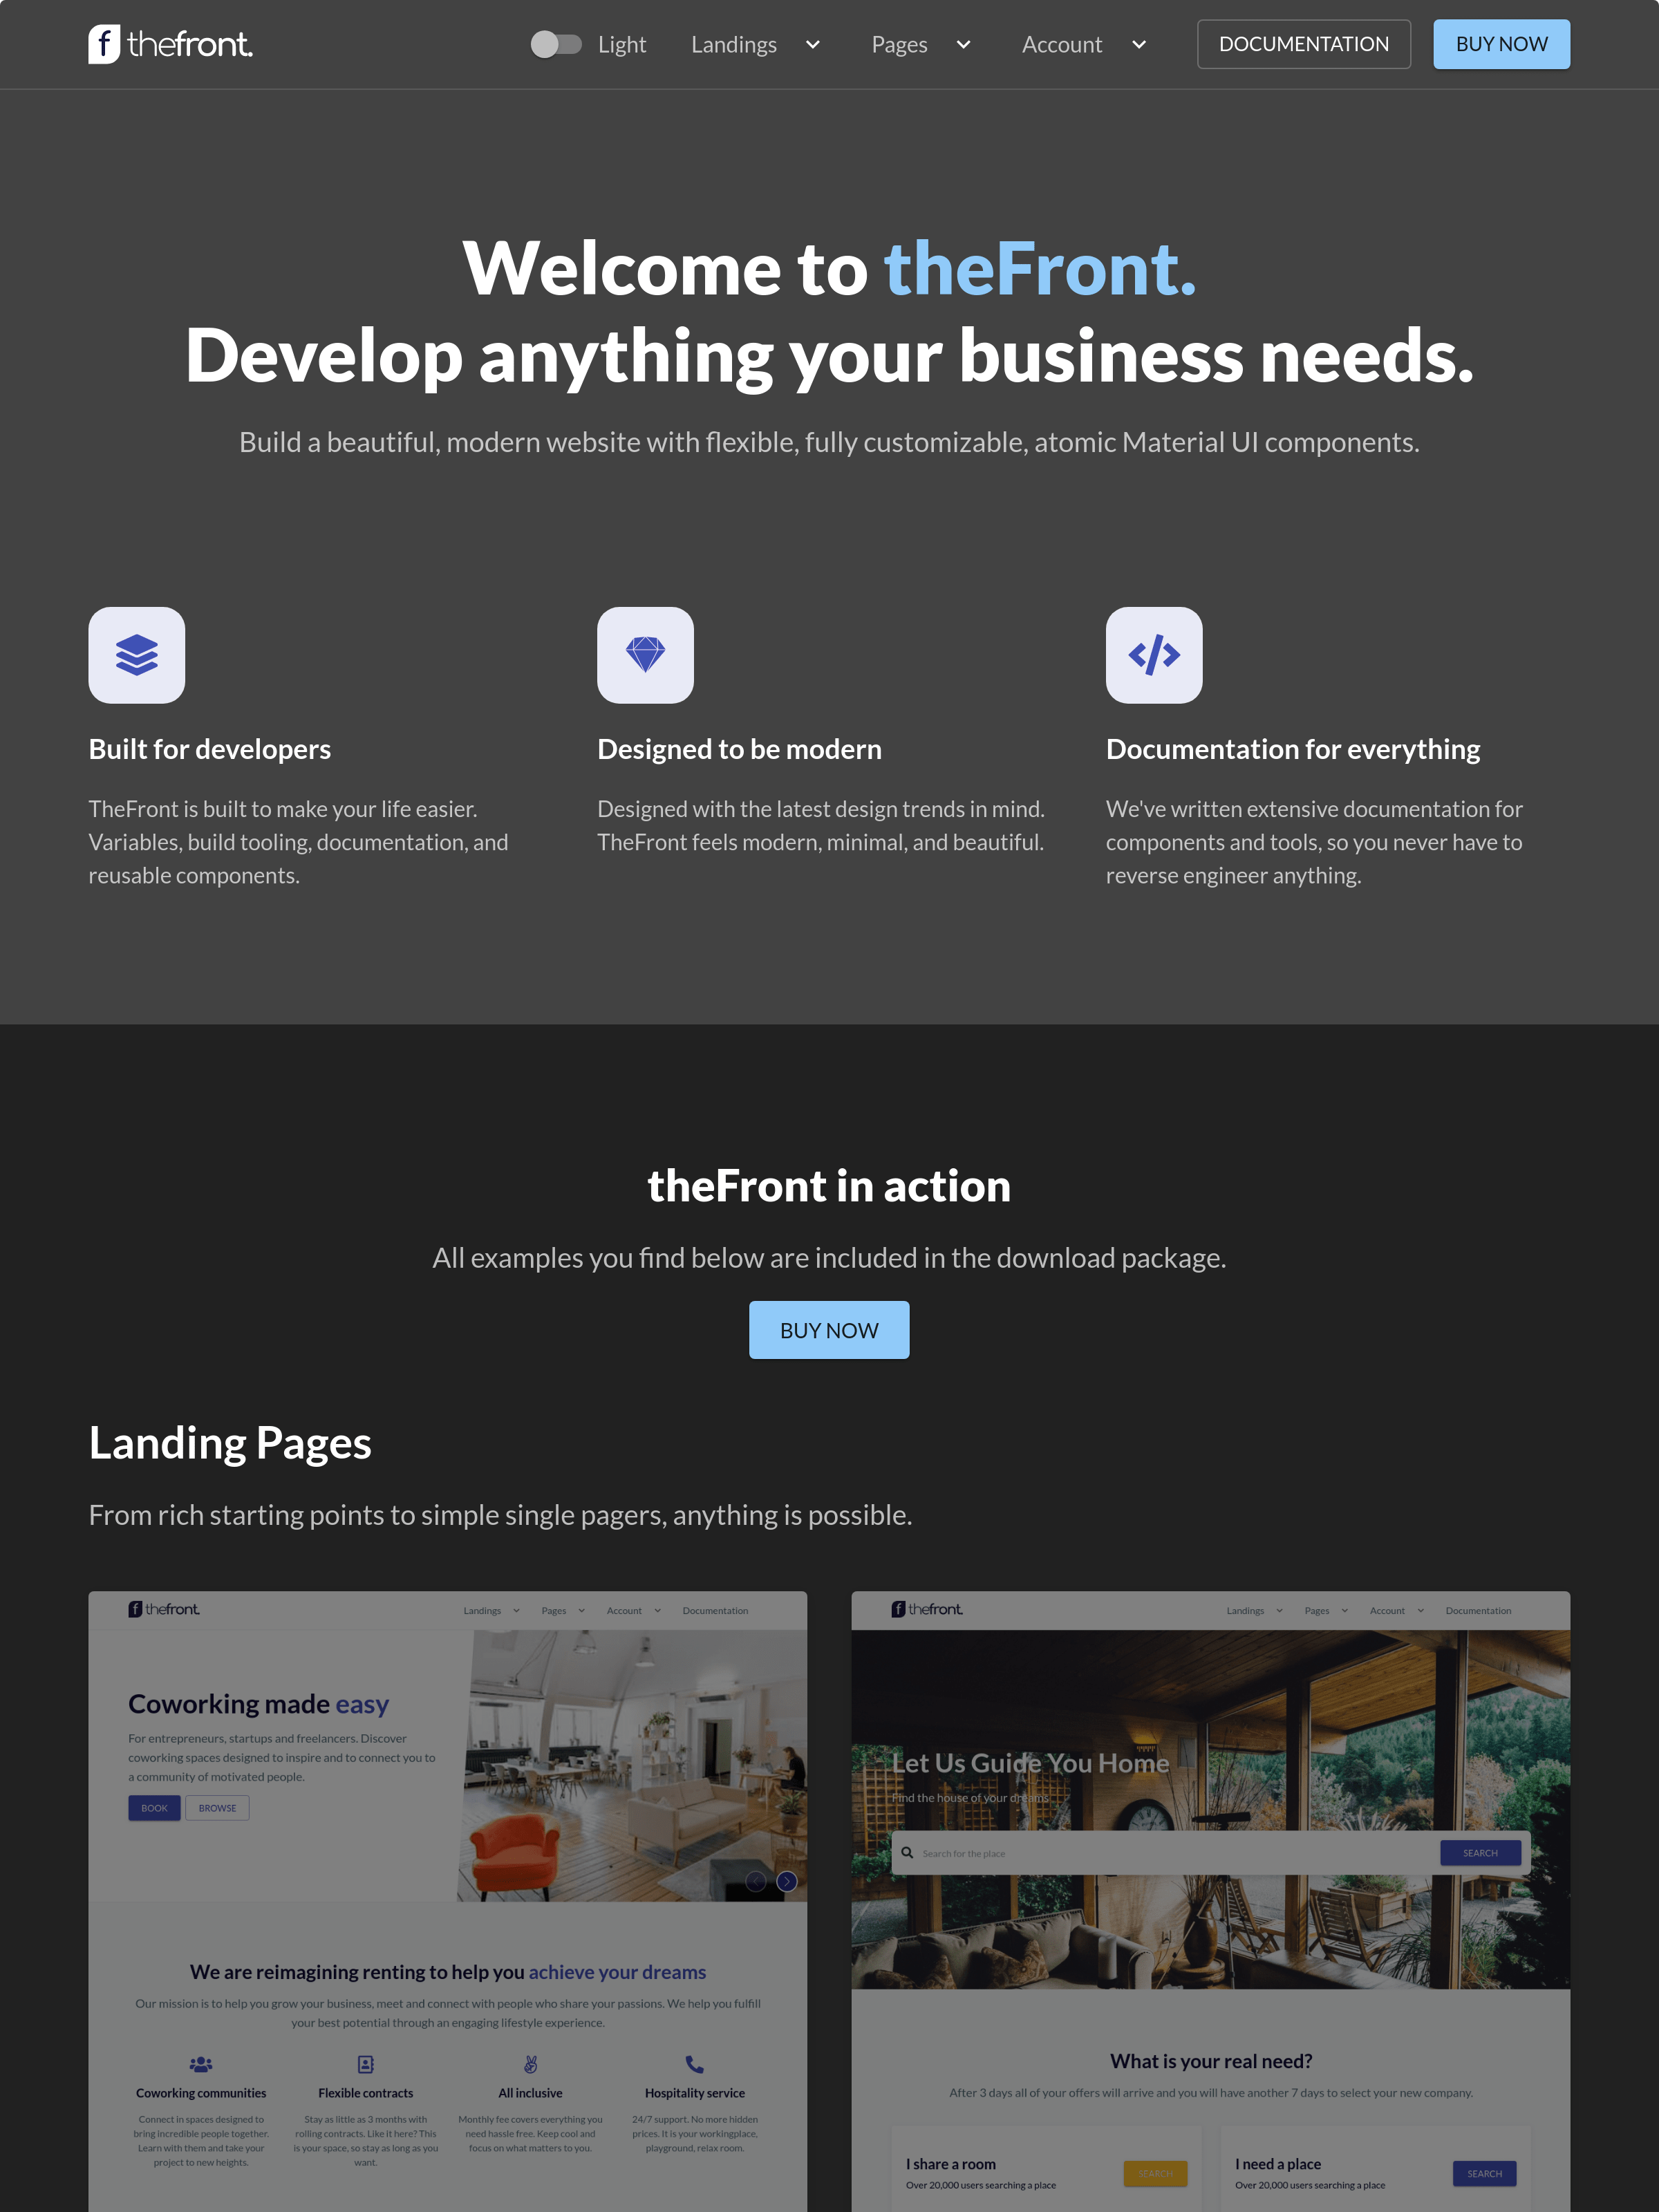 f thefront.
Light
Landings
Pages
Account
DOCUMENTATION
BUY NOW
Welcome to theFront.
Develop anything your business needs.
Build a beautiful, modern website with flexible, fully customizable, atomic Material UI components.
Built for developers
TheFront is built to make your life easier.
Variables, build tooling, documentation, and
reusable components.
Designed to be modern
Designed with the latest design trends in mind.
TheFront feels modern, minimal, and beautiful.
Documentation for everything
We've written extensive documentation for
components and tools, so you never have to
reverse engineer anything.
theFront in action
All examples you find below are included in the download package.
BUY NOW
Landing Pages
From rich starting points to simple single pagers, anything is possible.
f thefront.
Landings
Pages
Account
Documentation
Coworking made easy
For entrepreneurs, startups and freelancers. Discover
coworking spaces designed to inspire and to connect you to
a community of motivated people.
BOOK
BROWSE
We are reimagining renting to help you achieve your dreams
Our mission is to help you grow your business, meet and connect with people who share your passions. We help you fulfill
your best potential through an engaging lifestyle experience.
Coworking communities
Connect in spaces designed to
bring incredible people together.
Learn with them and take your
project to new heights.
Flexible contracts
Stay as little as 3 months with
rolling contracts. Like it here? This
is your space, so stay as long as you
want.
All inclusive
Monthly fee covers everything you
need hassle free. Keep cool and
focus on what matters to you.
Hospitality service
24/7 support. No more hidden
prices. It is your workingplace,
playground, relax room.
f thefront.
Landings
Pages
Account
Documentation
Let Us Guide You Home
Find the house of your dreams
Search for the place
SEARCH
What is your real need?
After 3 days all of your offers will arrive and you will have another 7 days to select your new company.
I share a room
Over 20,000 users searching a place
SEARCH
I need a place
Over 20,000 users searching a place
SEARCH